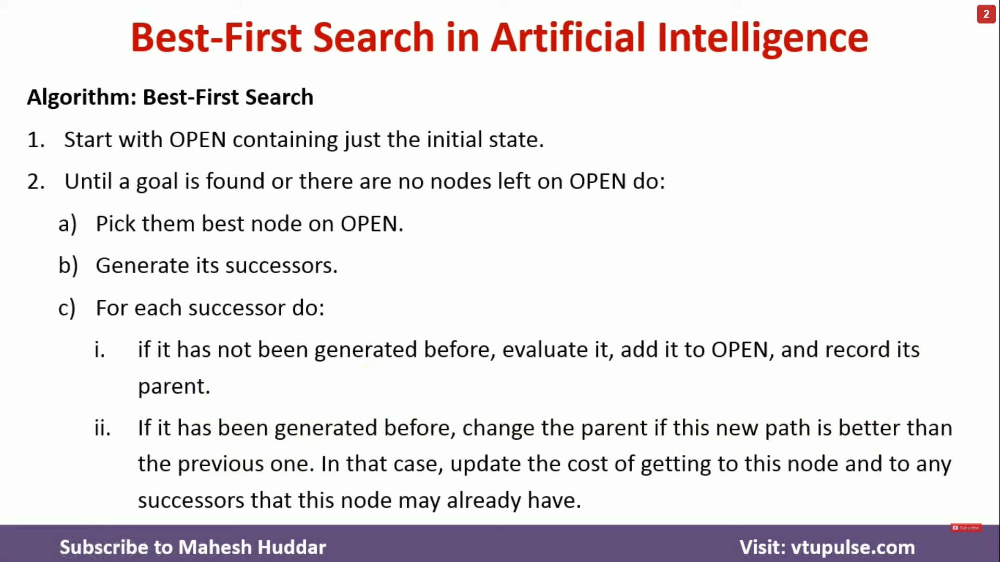 2
Best-First Search in Artificial Intelligence
Algorithm: Best-First Search
1. Start with OPEN containing just the initial state.
2. Until a goal is found or there are no nodes left on OPEN do:
a) Pick them best node on OPEN.
b) Generate its successors.
c) For each successor do:
i. if it has not been generated before, evaluate it, add it to OPEN, and record its
parent.
ii. If it has been generated before, change the parent if this new path is better than
the previous one. In that case, update the cost of getting to this node and to any
successors that this node may already have.
Subscribe
Subscribe to Mahesh Huddar
Visit: vtupulse.com